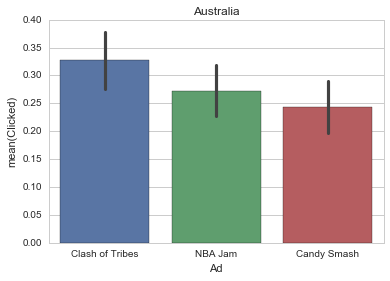 Australia
0.40
0.35
0.30
0.25
0.20
0.15
0.10
0.05
0.00
mean(Clicked)
Clash of Tribes
NBA Jam
Candy Smash
Ad